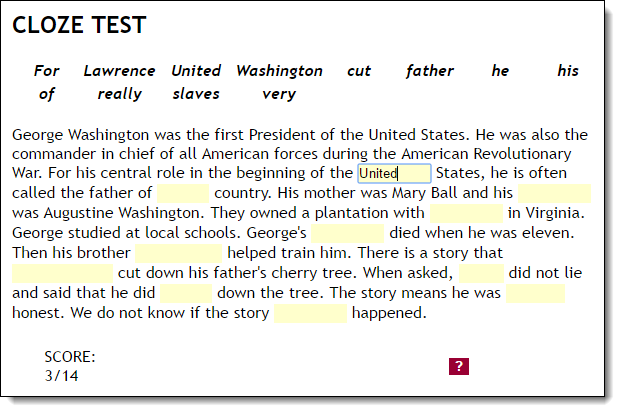 CLOZE TEST
For Lawrence United Washington cut father he his
of really slaves very
George Washington was the first President of the United States. He was also the
commander in chief of all American forces during the American Revolutionary
War. For his central role in the beginning of the United States, he is often
called the father of country. His mother was Mary Ball and his
was Augustine Washington. They owned a plantation with in Virginia.
George studied at local schools. George's died when he was eleven.
Then his brother helped train him. There is a story that
cut down his father's cherry tree. When asked, did not lie
and said that he did down the tree. The story means he was
honest. We do not know if the story happened.
SCORE:
3/14
?